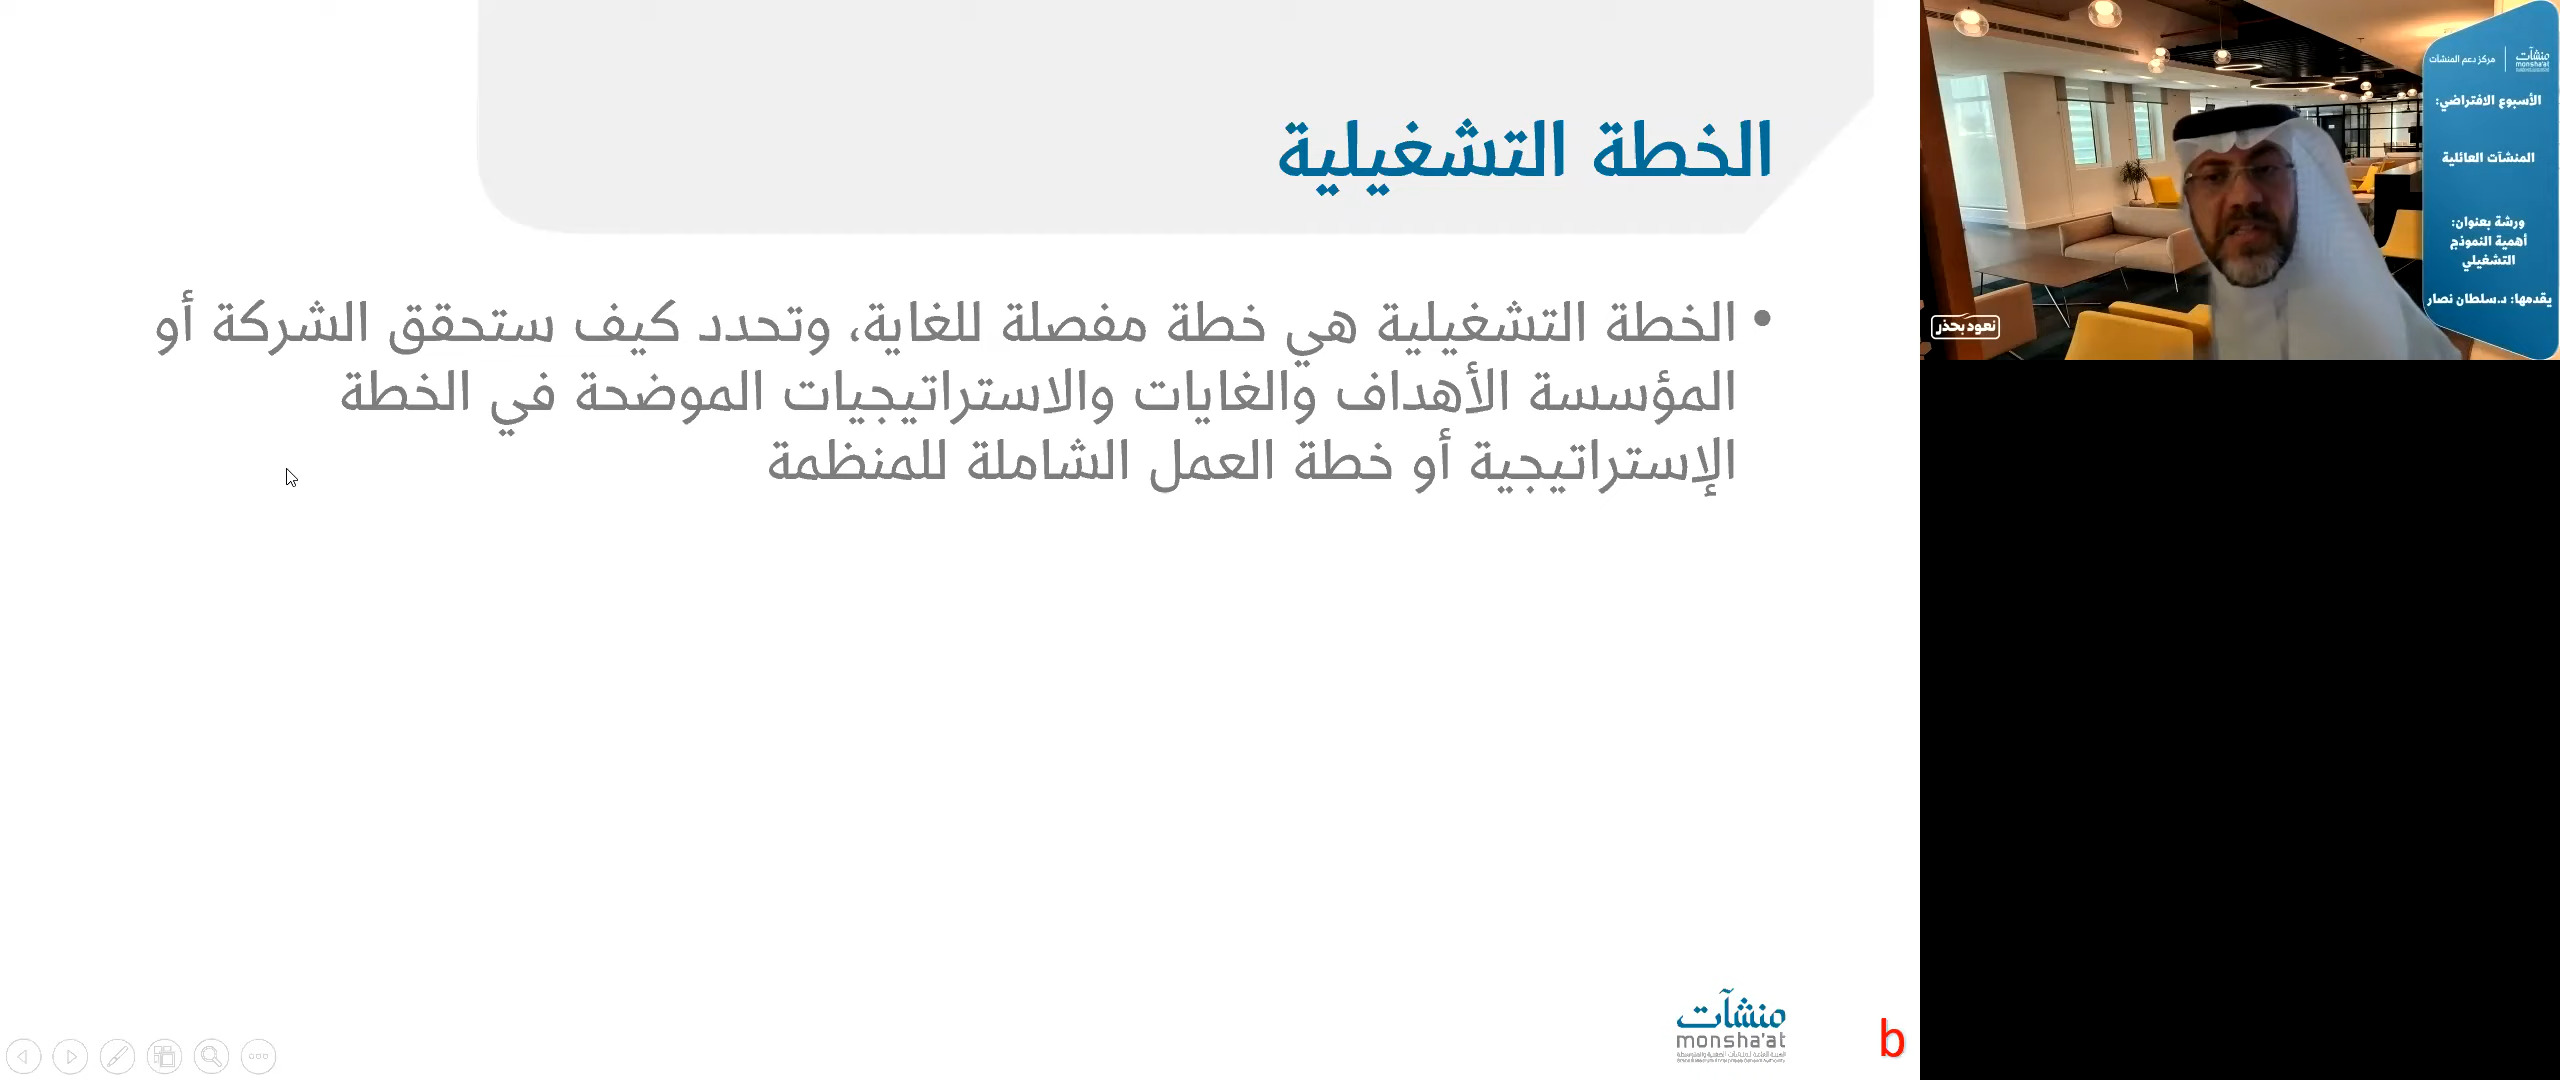 الخطة التشغيلية
• الخطة التشغيلية هي خطة مفصلة للغاية، وتحدد كيف ستحقق الشركة أو
المؤسسة الأهداف والغايات والاستراتيجيات الموضحة في الخطة
الإستراتيجية أو خطة العمل الشاملة للمنظمة
منشآت
monsha'at
b
منشآت
monsha'at
مركز دعم المنشآت
الأسبوع الافتراضي:
المنشآت العائلية
ورشة بعنوان:
أهمية النموذج
التشغيلي
يقدمها: د.سلطان نصار
نعود بحذر